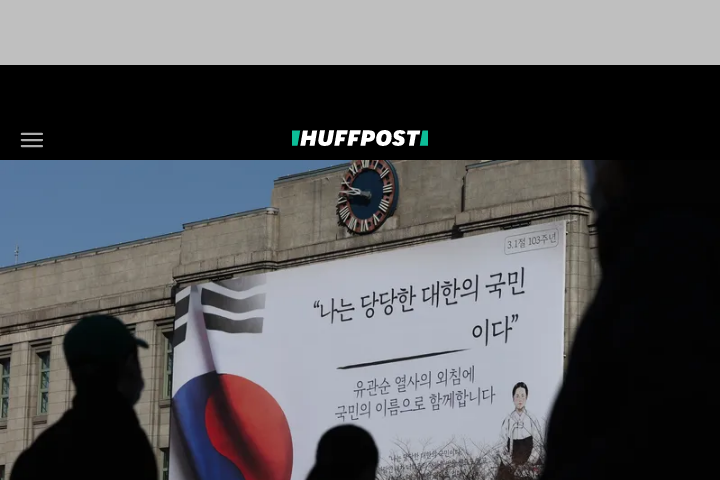 HUFFPOST
3.1절 103주년
“나는 당당한 대한의 국민
이다”
유관순 열사의 외침에
국민의 이름으로 함께합니다